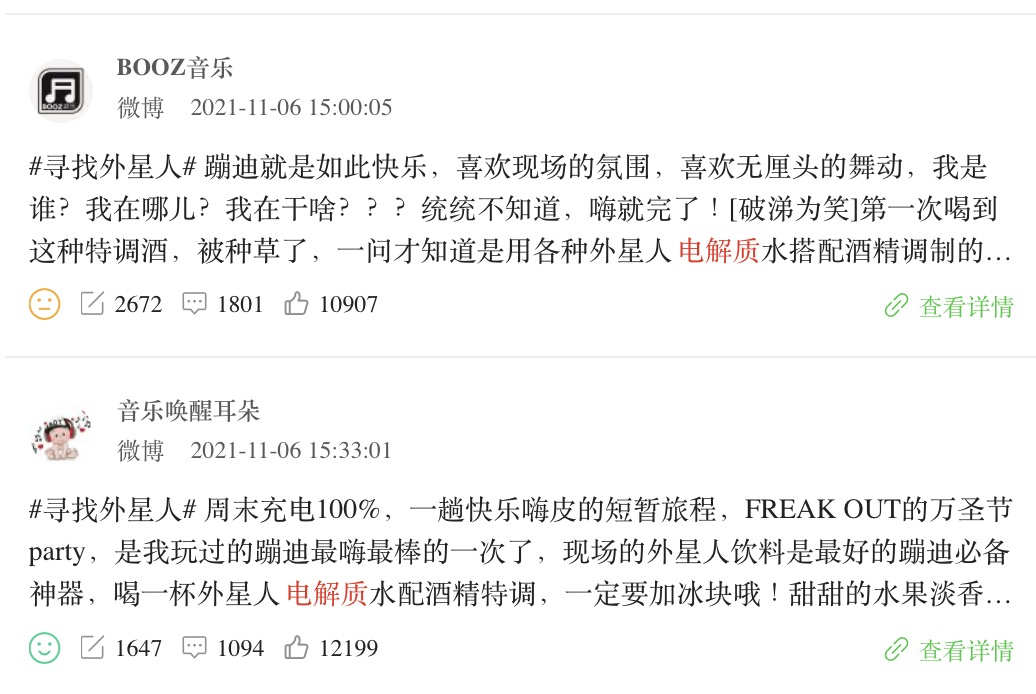 BOOZ音乐
微博 2021-11-06 15:00:05
#寻找外星人# 蹦迪就是如此快乐，喜欢现场的氛围，喜欢无厘头的舞动，我是
谁？我在哪儿？我在干啥？？？统统不知道，嗨就完了！[破涕为笑]第一次喝到
这种特调酒，被种草了，一问才知道是用各种外星人电解质水搭配酒精调制的...
2672 1801 10907 查看详情
音乐唤醒耳朵
微博 2021-11-06 15:33:01
#寻找外星人# 周末充电100%，一趟快乐嗨皮的短暂旅程，FREAK OUT的万圣节
party，是我玩过的蹦迪最嗨最棒的一次了，现场的外星人饮料是最好的蹦迪必备
神器，喝一杯外星人电解质水配酒精特调，一定要加冰块哦！甜甜的水果淡香...
1647 1094 12199 查看详情